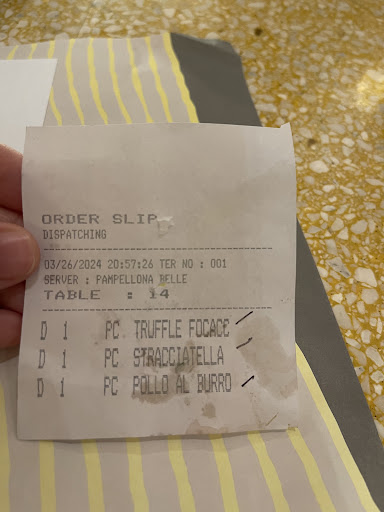 ORDER SLIP
DISPATCHING
03/26/2024 20:57:26 TER NO : 001
SERVER : PAMPELLONA BELLE
TABLE : 14
D 1 PC TRUFFLE FOCACC
D 1 PC STRACCIATELLA
D 1 PC POLLO AL BURRO